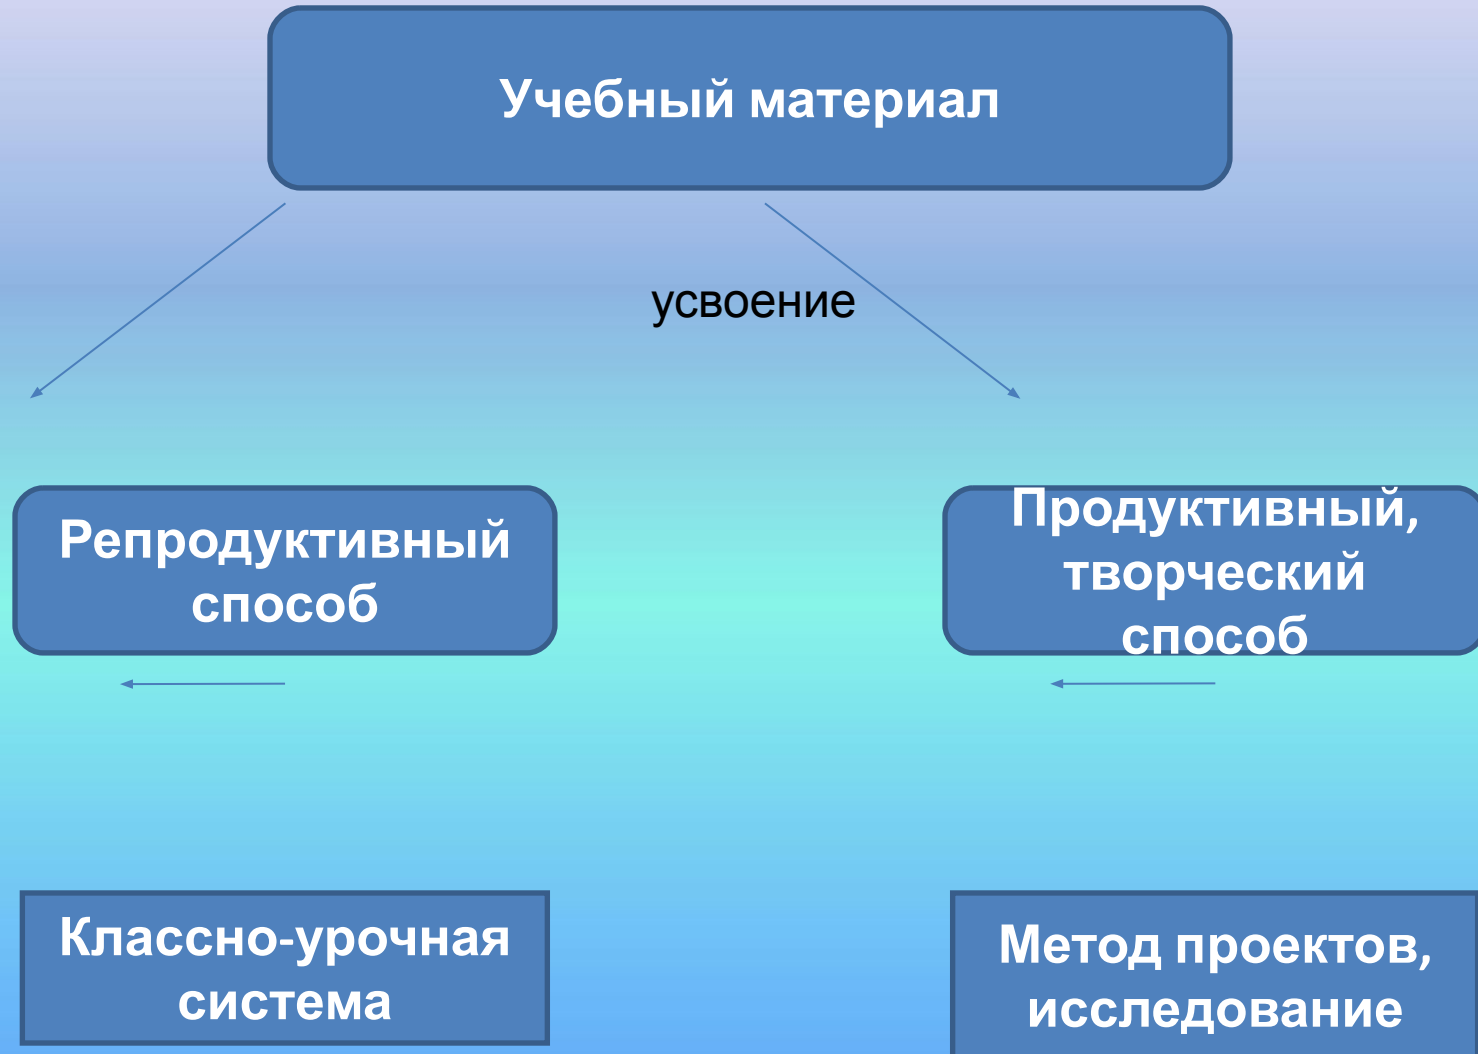 Учебный материал
усвоение
Репродуктивный
способ
Продуктивный,
творческий
способ
Классно-урочная
система
Метод проектов,
исследование